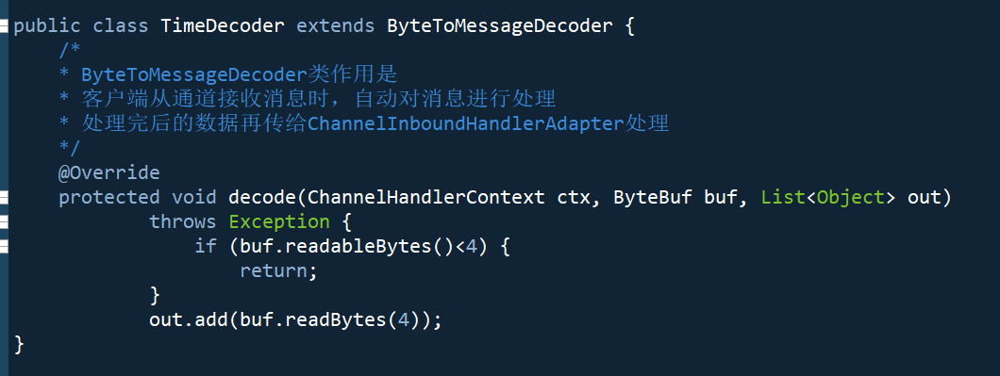 public class TimeDecoder extends ByteToMessageDecoder {
    /*
    * ByteToMessageDecoder类作用是
    * 客户端从通道接收消息时，自动对消息进行处理
    * 处理完后的数据再传给ChannelInboundHandlerAdapter处理
    */
    @Override
    protected void decode(ChannelHandlerContext ctx, ByteBuf buf, List<Object> out)
            throws Exception {
                if (buf.readableBytes()<4) {
                    return;
            }
            out.add(buf.readBytes(4));
}